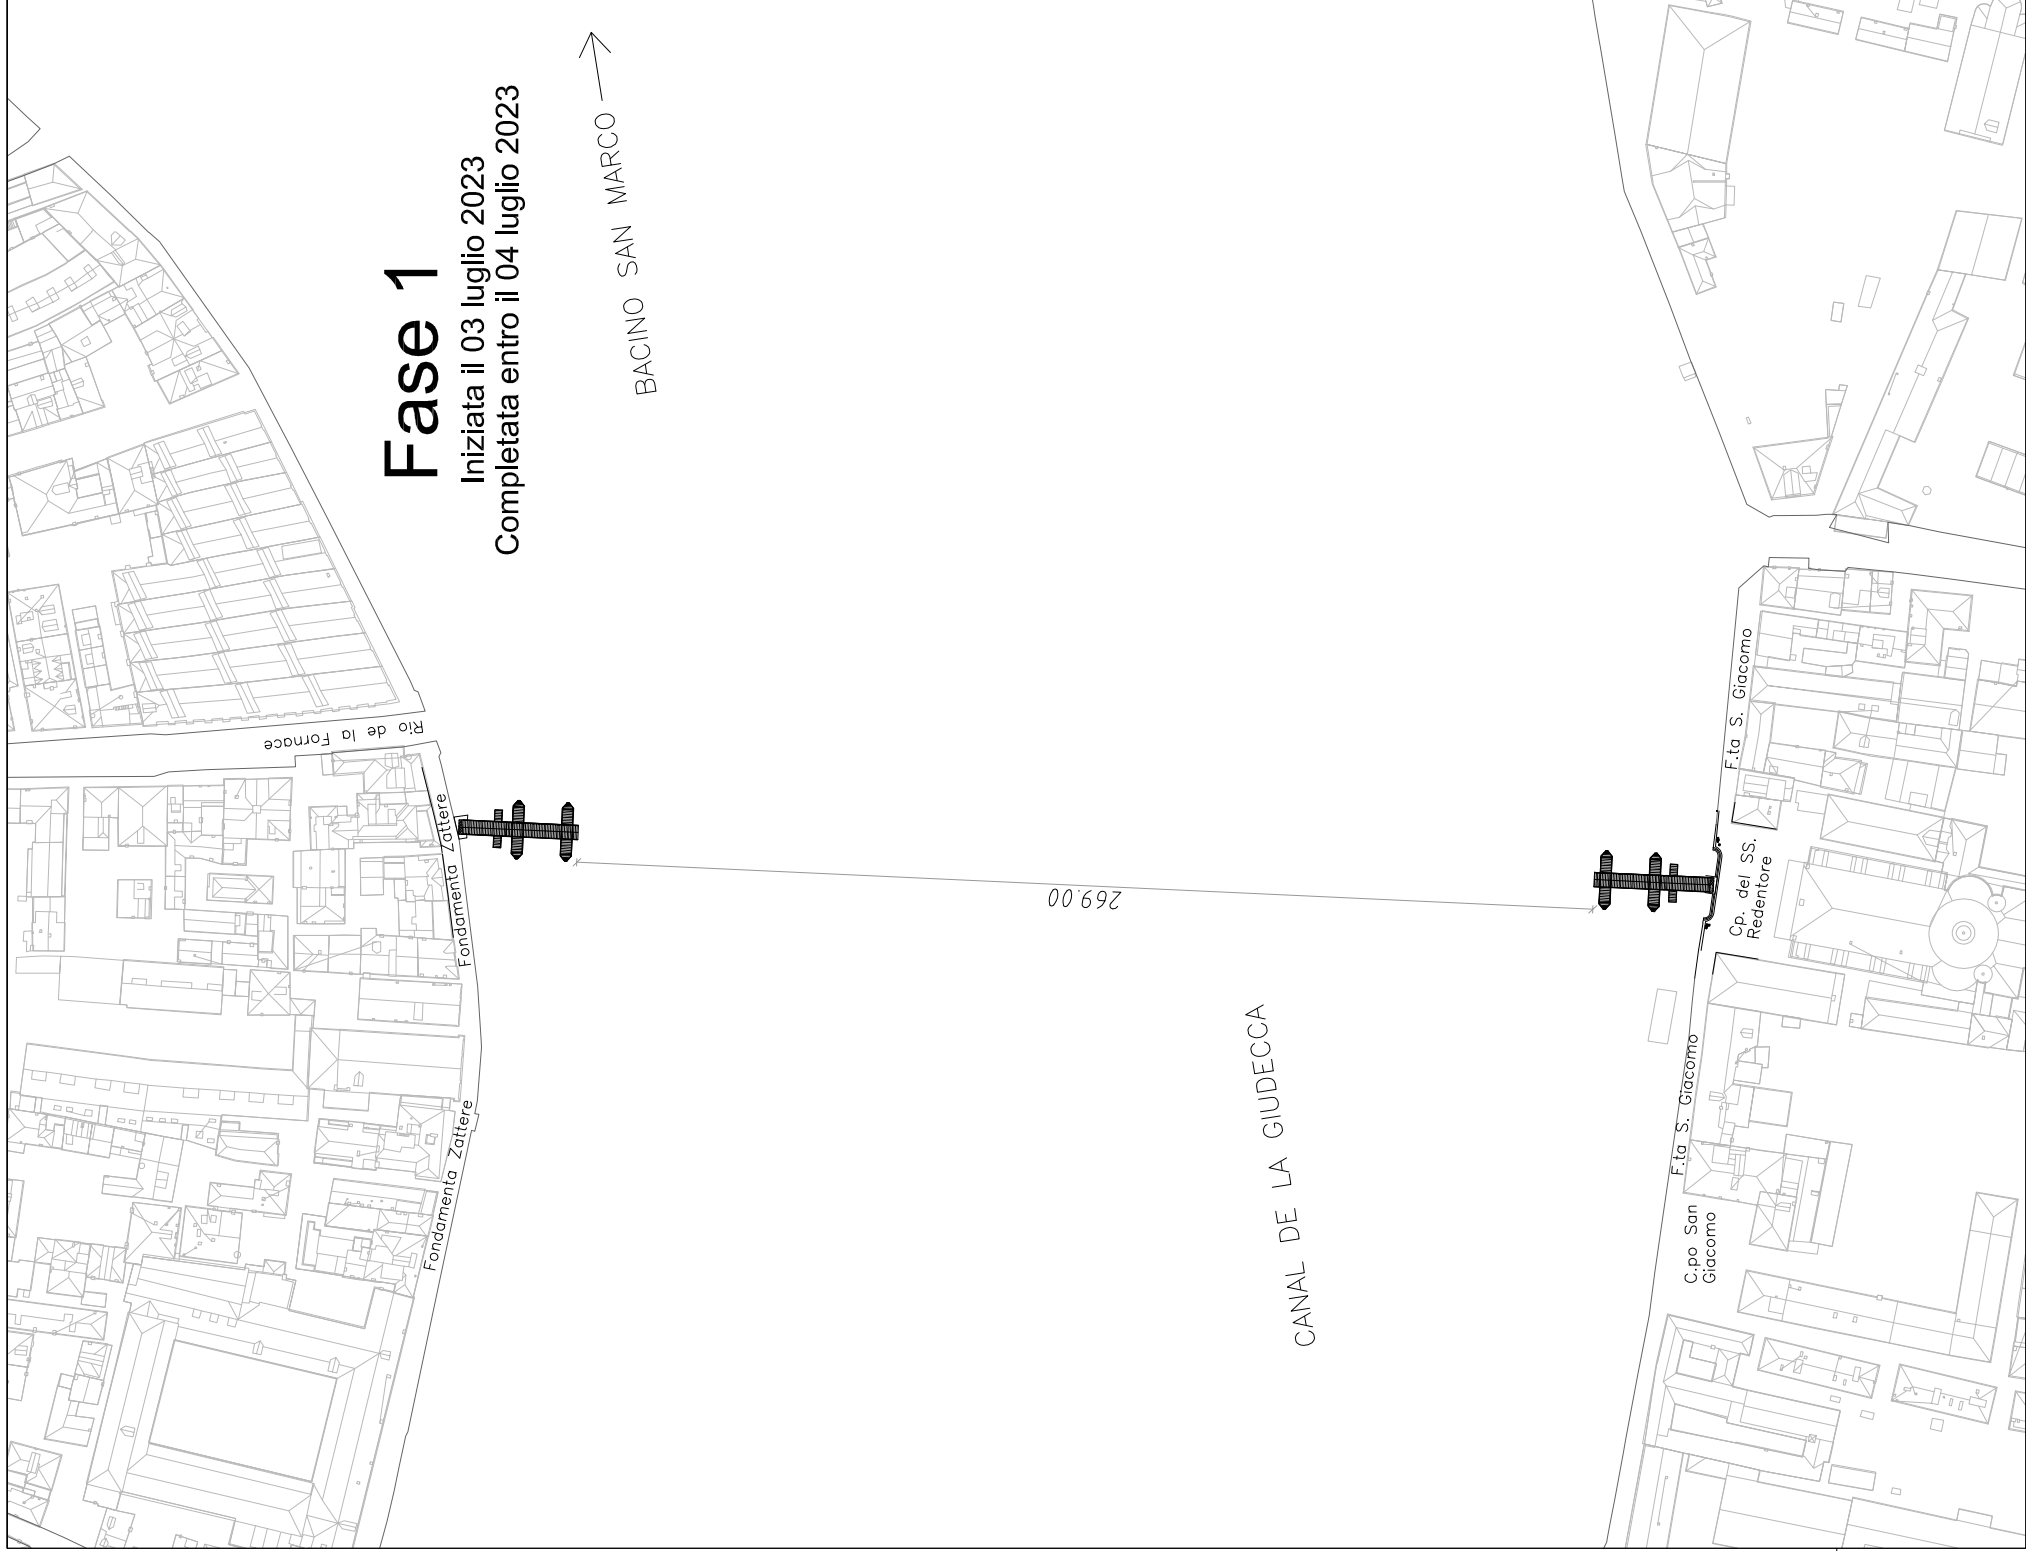 Fase 1
Iniziata il 03 luglio 2023
Completata entro il 04 luglio 2023
BACINO SAN MARCO
Rio de la Fornace
Fondamenta Zattere
Fondamenta Zattere
269.00
CANAL DE LA GIUDECCA
F.ta S. Giacomo
Cp. del SS.
Redentore
F.ta S. Giacomo
C.po San
Giacomo